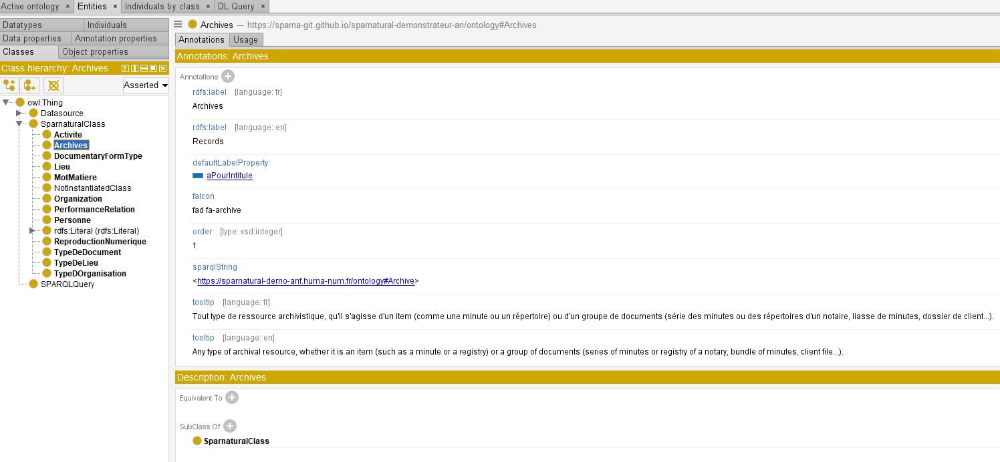 Active ontology × Entities × Individuals by class × DL Query ×
Datatypes Individuals
Data properties Annotation properties
Classes Object properties
Class hierarchy: Archives
Asserted
owl:Thing
Datasource
SparnaturalClass
Activite
Archives
DocumentaryFormType
Lieu
MotMatiere
NotInstantiatedClass
Organization
PerformanceRelation
Personne
rdfs:Literal (rdfs:Literal)
ReproductionNumerique
TypeDeDocument
TypeDeLieu
TypeDOrganisation
SPARQLQuery
Archives — https://sparna-git.github.io/sparnatural-demonstrateur-an/ontology#Archives
Annotations Usage
Annotations: Archives
Annotations
rdfs:label [language: fr]
Archives
rdfs:label [language: en]
Records
defaultLabelProperty
aPourIntitule
faIcon
fad fa-archive
order [type: xsd:integer]
1
sparqlString
<https://sparnatural-demo-anf.huma-num.fr/ontology#Archive>
tooltip [language: fr]
Tout type de ressource archivistique, qu'il s'agisse d'un item (comme une minute ou un répertoire) ou d'un groupe de documents (série des minutes ou des répertoires d'un notaire, liasse de minutes, dossier de client...).
tooltip [language: en]
Any type of archival resource, whether it is an item (such as a minute or a registry) or a group of documents (series of minutes or registry of a notary, bundle of minutes, client file...).
Description: Archives
Equivalent To
SubClass Of
SparnaturalClass